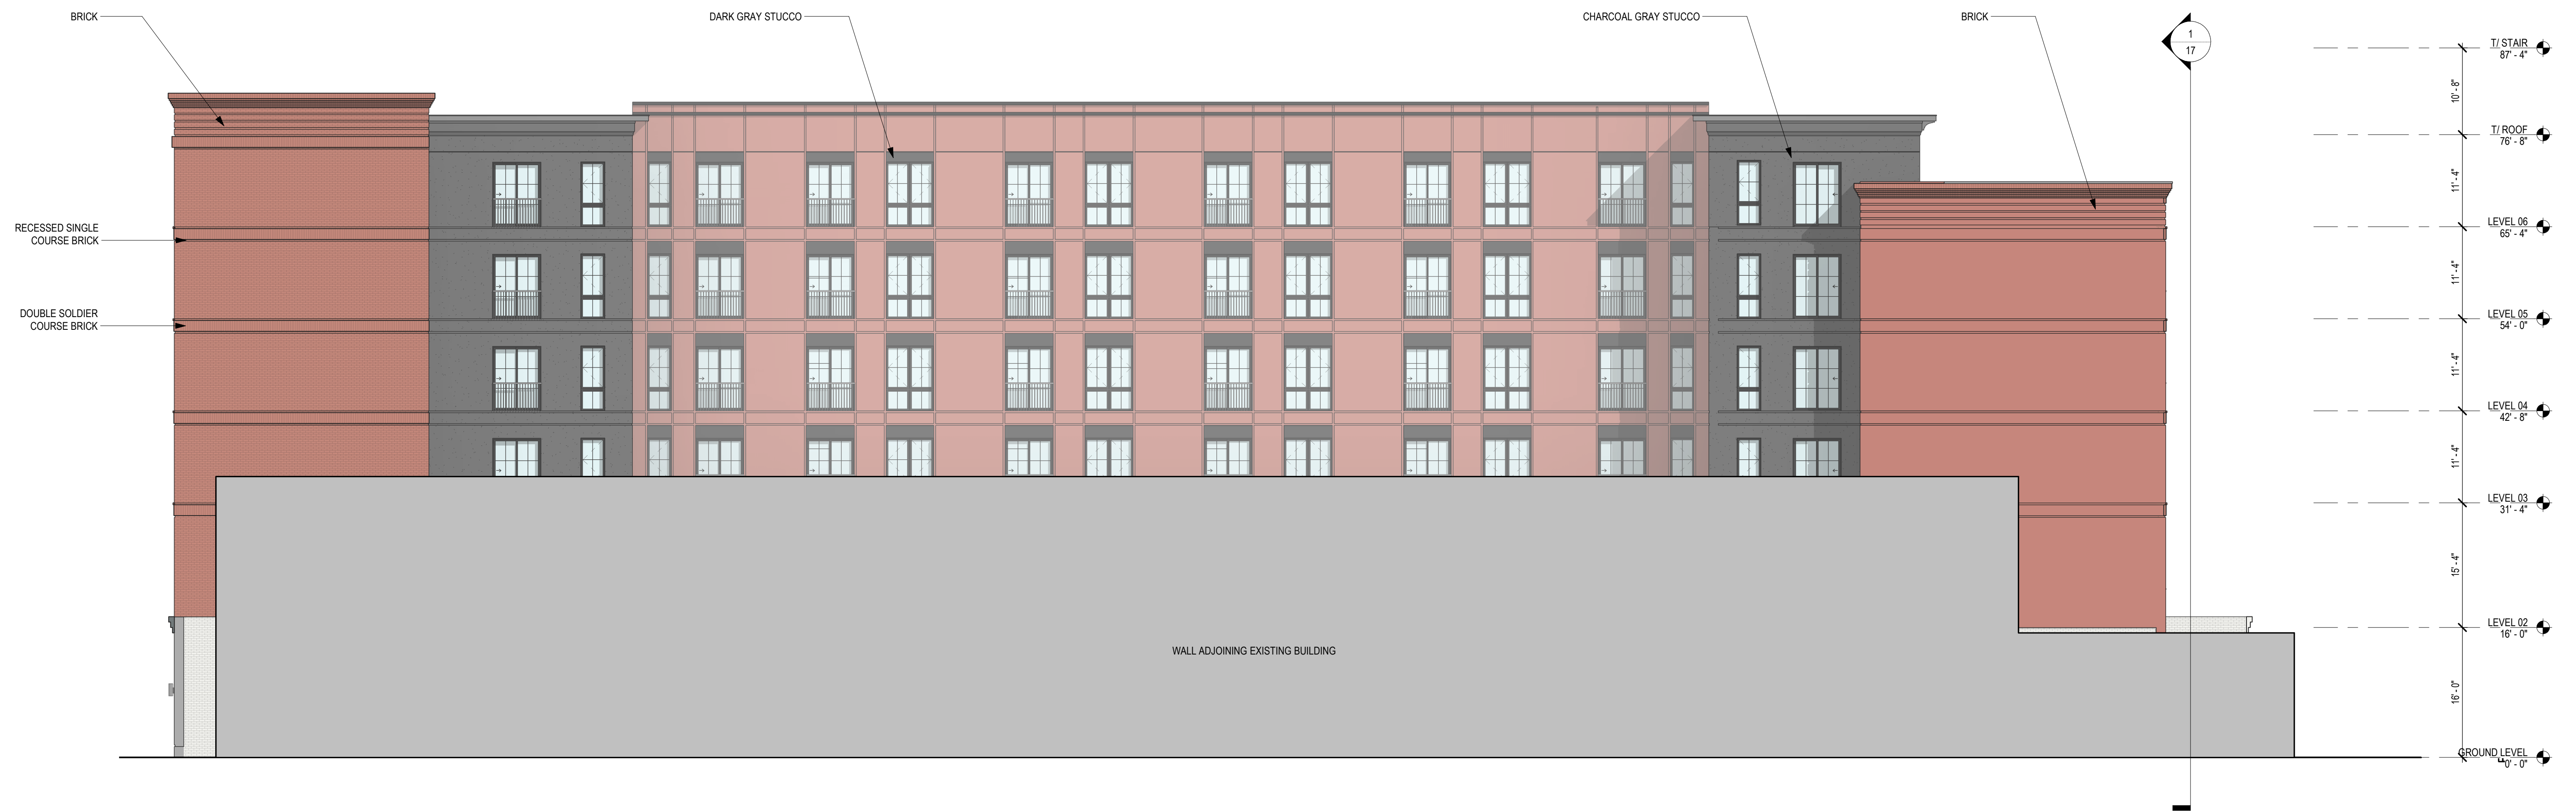 BRICK
DARK GRAY STUCCO
CHARCOAL GRAY STUCCO
BRICK
1
17
T/ STAIR
87' - 4"
10' - 8"
T/ ROOF
76' - 8"
11' - 4"
RECESSED SINGLE
COURSE BRICK
LEVEL 06
65' - 4"
11' - 4"
DOUBLE SOLDIER
COURSE BRICK
LEVEL 05
54' - 0"
11' - 4"
LEVEL 04
42' - 8"
11' - 4"
LEVEL 03
31' - 4"
15' - 4"
LEVEL 02
16' - 0"
WALL ADJOINING EXISTING BUILDING
16' - 0"
GROUND LEVEL
0' - 0"